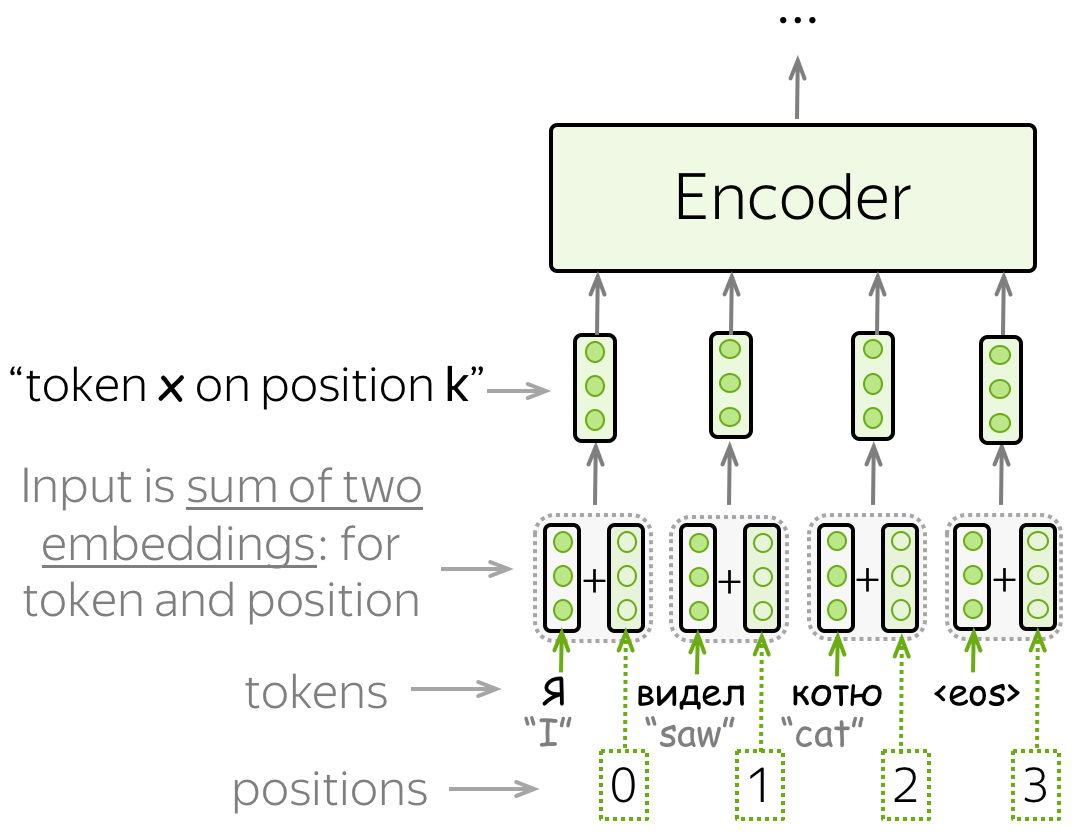 ...
Encoder
“token x on position k”
Input is sum of two
embeddings: for
token and position
+ + + +
tokens Я видел котю <eos>
“I” “saw” “cat”
positions 0 1 2 3